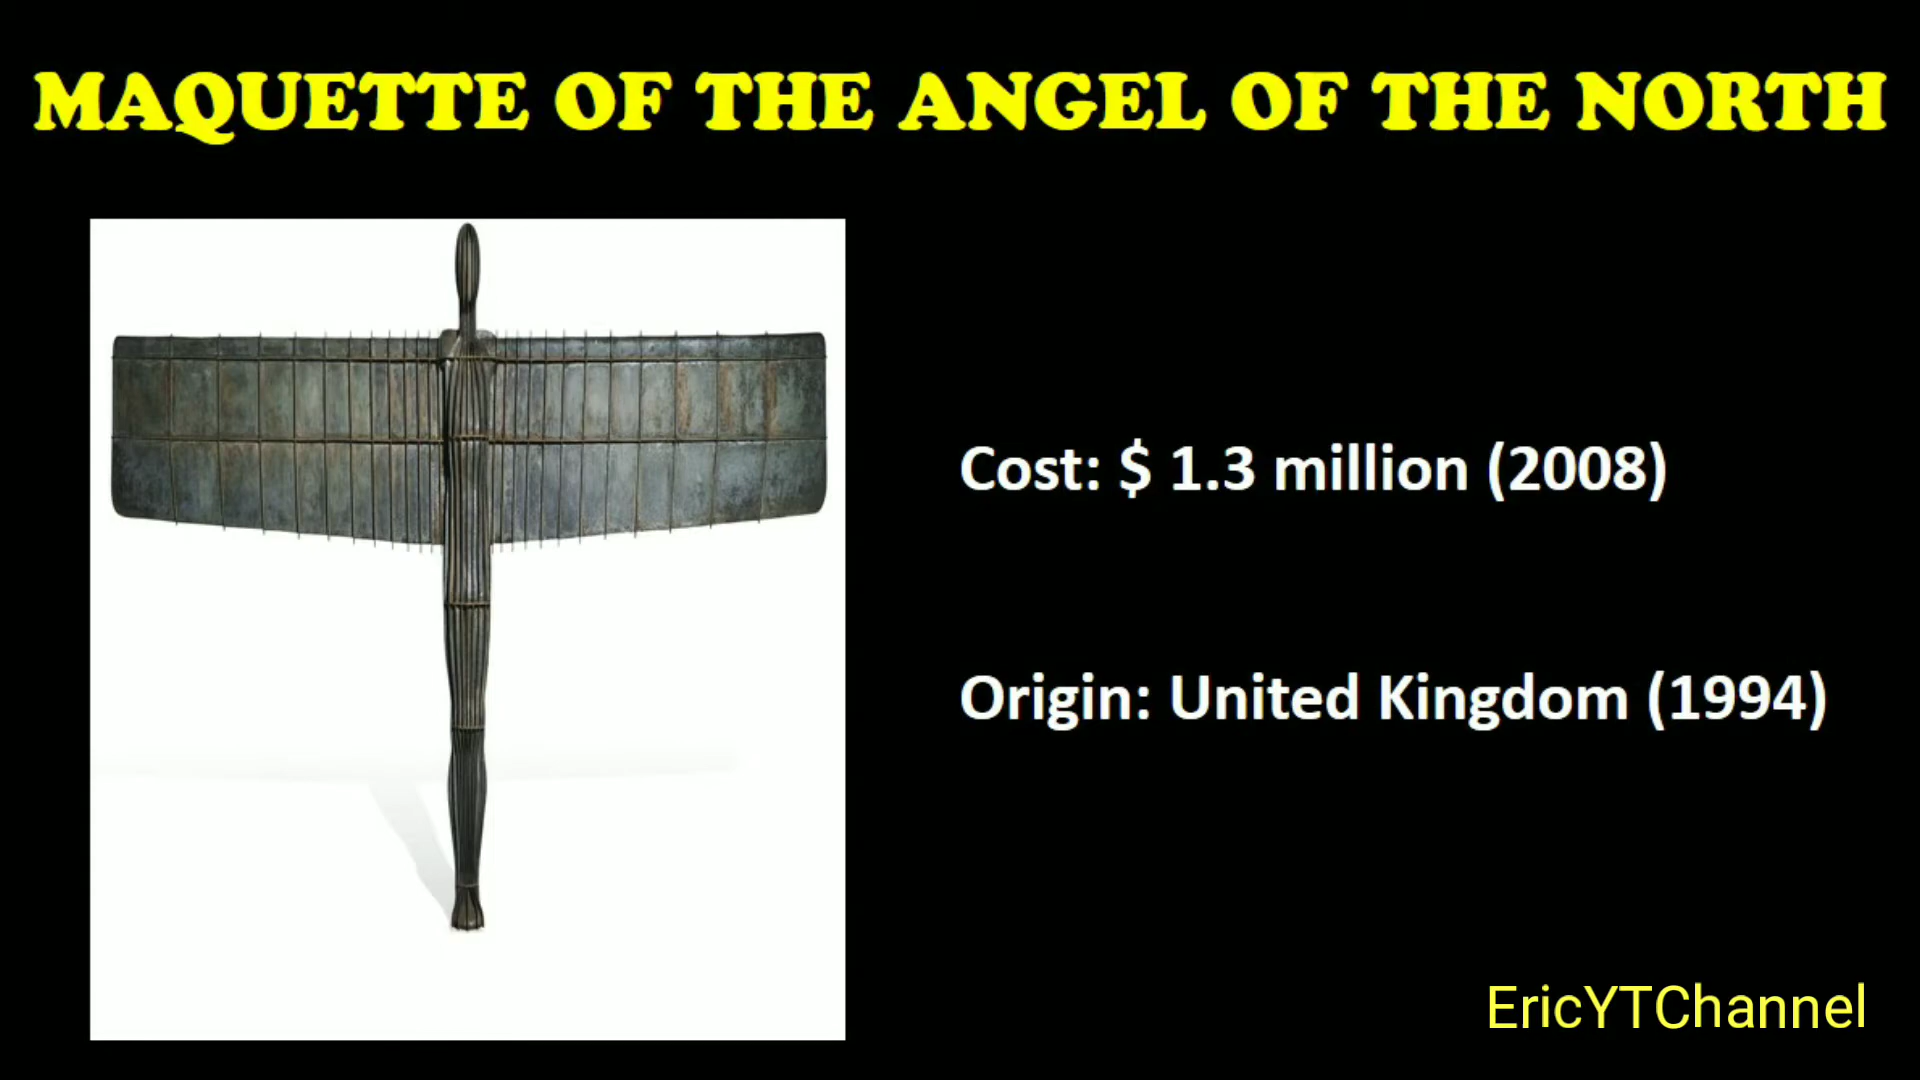 MAQUETTE OF THE ANGEL OF THE NORTH
Cost: $ 1.3 million (2008)
Origin: United Kingdom (1994)
EricYTChannel